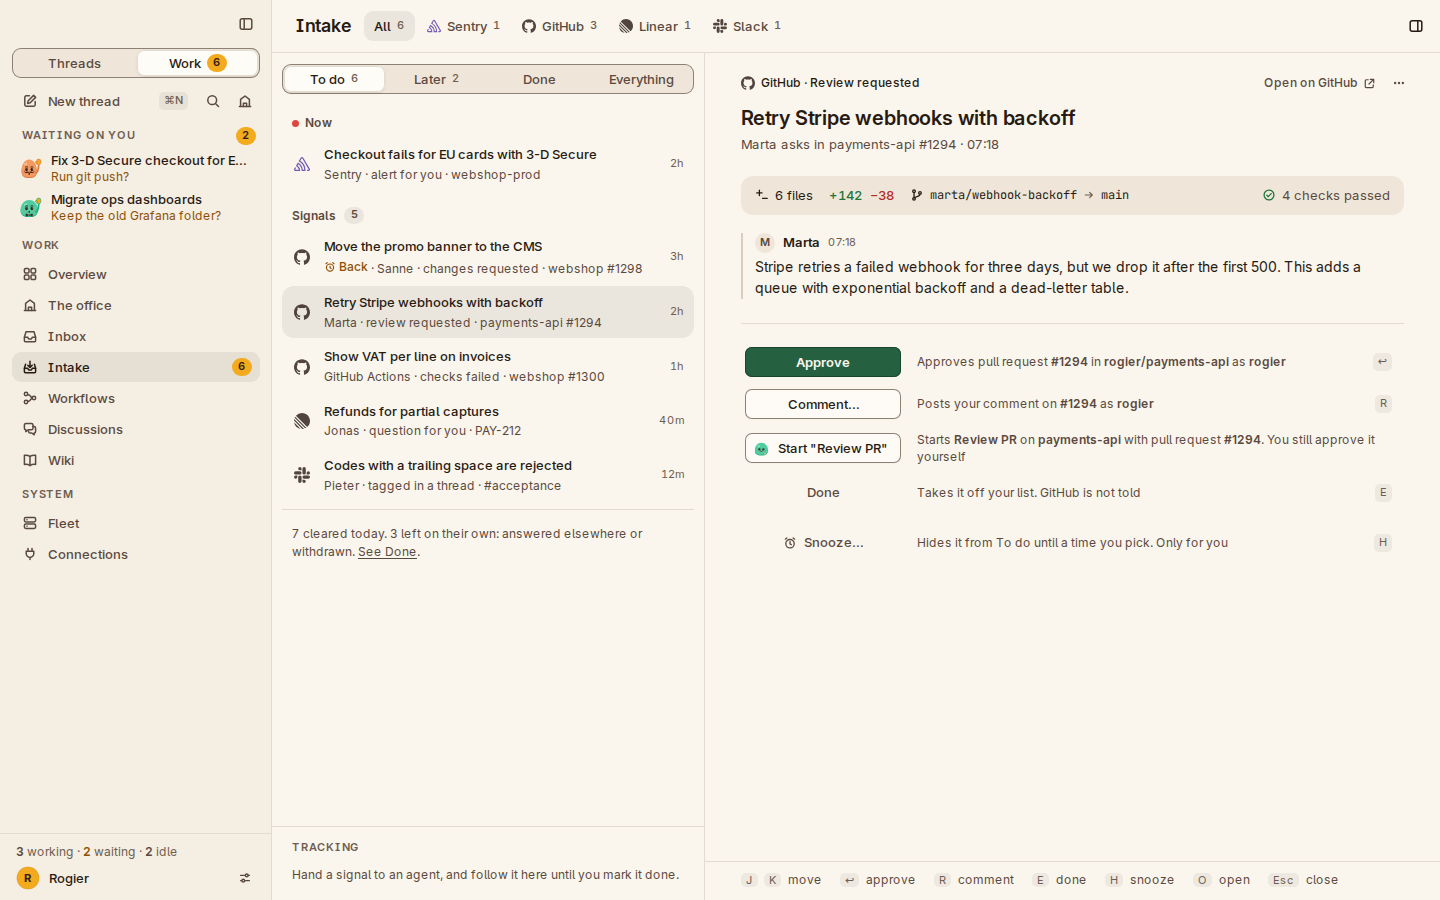 Threads
Work 6
New thread ⌘N
WAITING ON YOU 2
Fix 3-D Secure checkout for E...
Run git push?
Migrate ops dashboards
Keep the old Grafana folder?
WORK
Overview
The office
Inbox
Intake 6
Workflows
Discussions
Wiki
SYSTEM
Fleet
Connections
3 working · 2 waiting · 2 idle
R Rogier
Intake
All 6
Sentry 1
GitHub 3
Linear 1
Slack 1
To do 6
Later 2
Done
Everything
Now
Checkout fails for EU cards with 3-D Secure
Sentry · alert for you · webshop-prod
2h
Signals 5
Move the promo banner to the CMS
Back · Sanne · changes requested · webshop #1298
3h
Retry Stripe webhooks with backoff
Marta · review requested · payments-api #1294
2h
Show VAT per line on invoices
GitHub Actions · checks failed · webshop #1300
1h
Refunds for partial captures
Jonas · question for you · PAY-212
40m
Codes with a trailing space are rejected
Pieter · tagged in a thread · #acceptance
12m
7 cleared today. 3 left on their own: answered elsewhere or
withdrawn. See Done.
TRACKING
Hand a signal to an agent, and follow it here until you mark it done.
GitHub · Review requested
Open on GitHub
Retry Stripe webhooks with backoff
Marta asks in payments-api #1294 · 07:18
6 files +142 −38 marta/webhook-backoff → main
4 checks passed
M Marta 07:18
Stripe retries a failed webhook for three days, but we drop it after the first 500. This adds a
queue with exponential backoff and a dead-letter table.
Approve
Approves pull request #1294 in rogier/payments-api as rogier
↩
Comment...
Posts your comment on #1294 as rogier
R
Start "Review PR"
Starts Review PR on payments-api with pull request #1294. You still approve it
yourself
Done
Takes it off your list. GitHub is not told
E
Snooze...
Hides it from To do until a time you pick. Only for you
H
J K move ↩ approve R comment E done H snooze O open Esc close